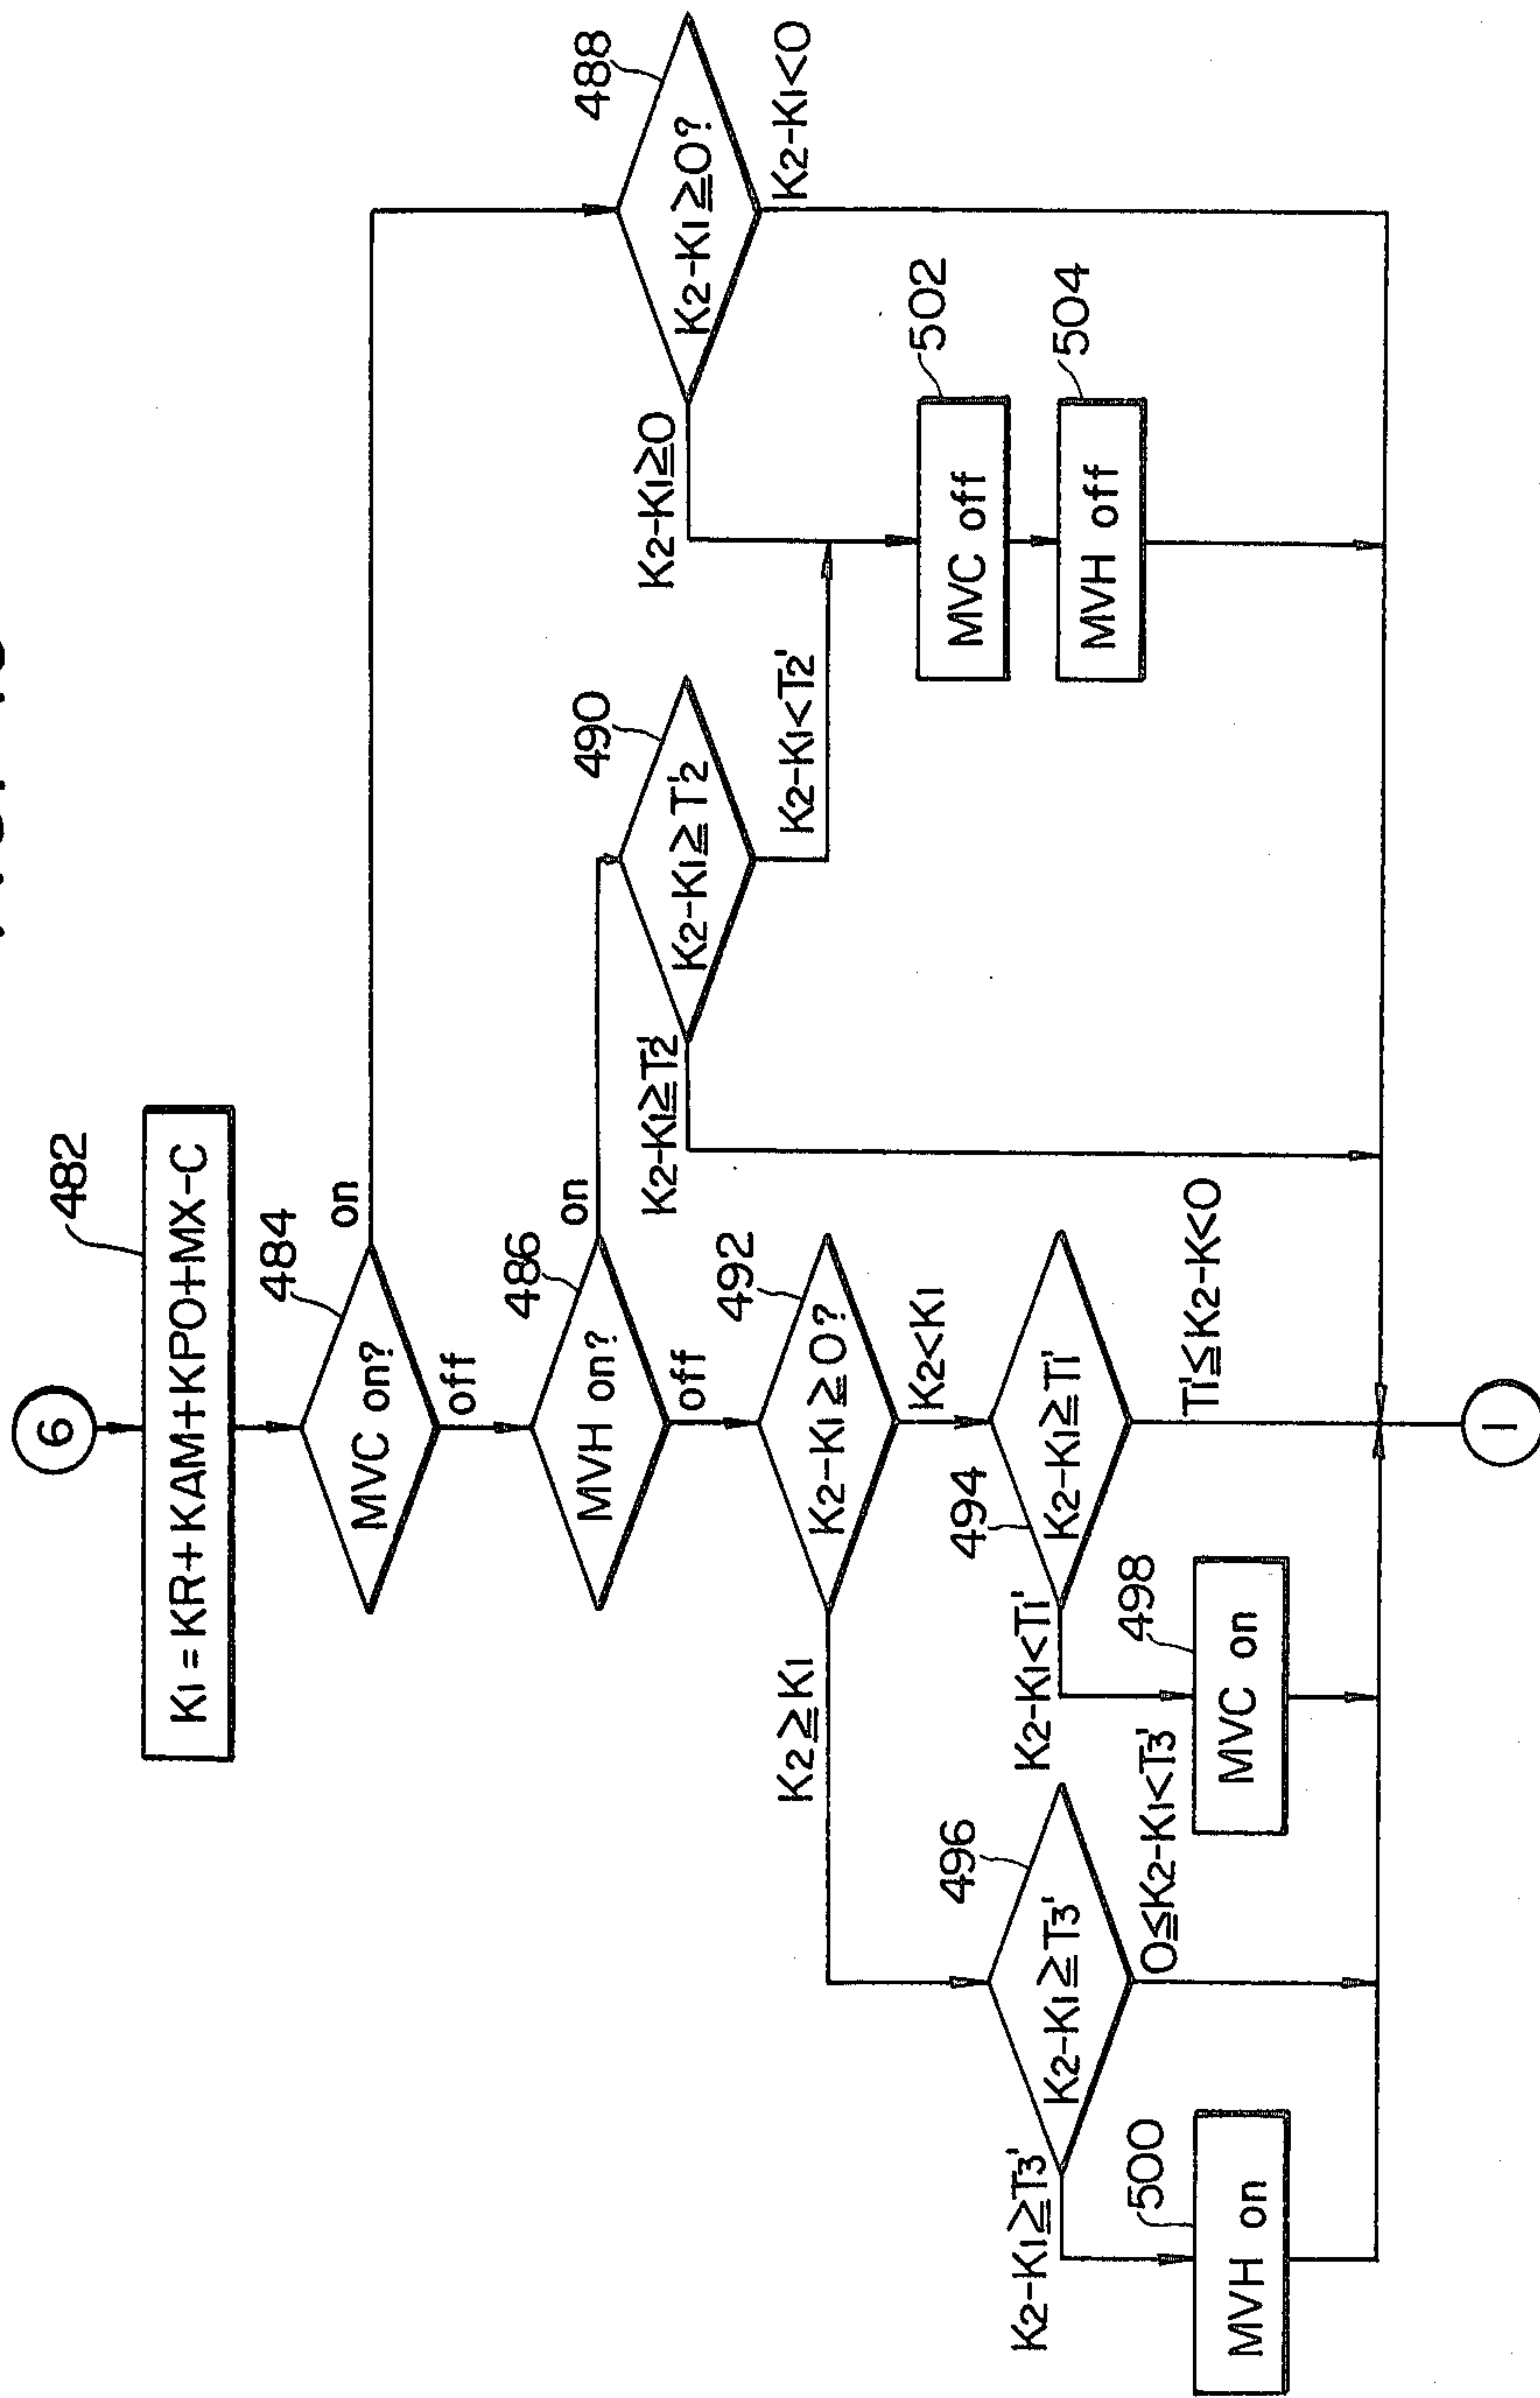 6
482
K1 = KR+KAM+KPO+MX-C
484
MVC on?
on
off
486
MVH on?
on
off
488
K2-K1≧0?
K2-K1≧0
K2-K1<0
490
K2-K1≧T'2
K2-K1≧T2'
K2-K1<T2'
492
K2-K1≧0?
K2≧K1
K2<K1
494
K2-K1≧T1'
K2-K1<T1'
T1'≦K2-K<0
496
K2-K1≧T3'
K2-K1≧T3'
0≦K2-K1<T3'
498
MVC on
500
MVH on
502
MVC off
504
MVH off
1